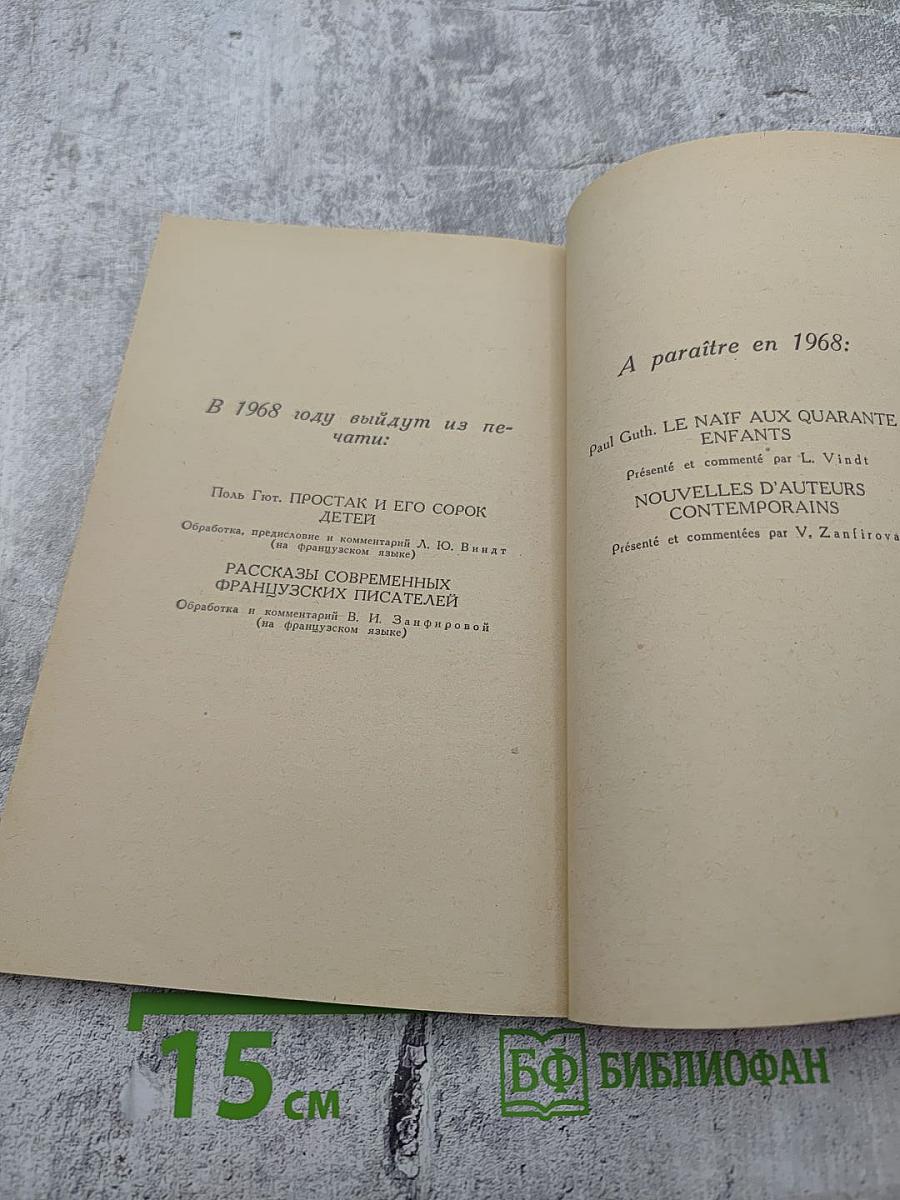 В 1968 году выйдут из пе-
чати:
Поль Гют. ПРОСТАК И ЕГО СОРОК
ДЕТЕЙ
Обработка, предисловие и комментарий Л. Ю. Виндт
(на французском языке)
РАССКАЗЫ СОВРЕМЕННЫХ
ФРАНЦУЗСКИХ ПИСАТЕЛЕЙ
Обработка и комментарий В. И. Занфировой
(на французском языке)
A paraître en 1968:
Paul Guth. LE NAÏF AUX QUARANTE
ENFANTS
Présenté et commenté par L. Vindt
NOUVELLES D'AUTEURS
CONTEMPORAINS
Présenté et commentées par V. Zanfirova
15 см
БФ БИБЛИОФАН